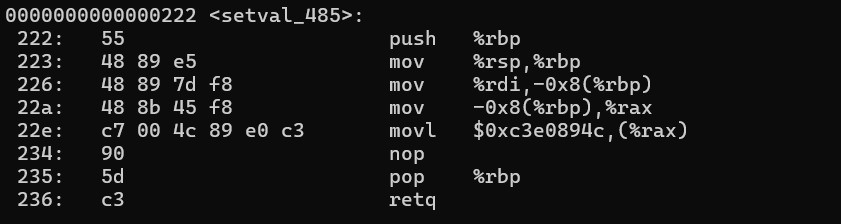 0000000000000222 <setval_485>:
 222:   55                      push   %rbp
 223:   48 89 e5                mov    %rsp,%rbp
 226:   48 89 7d f8             mov    %rdi,-0x8(%rbp)
 22a:   48 8b 45 f8             mov    -0x8(%rbp),%rax
 22e:   c7 00 4c 89 e0 c3       movl   $0xc3e0894c,(%rax)
 234:   90                      nop
 235:   5d                      pop    %rbp
 236:   c3                      retq